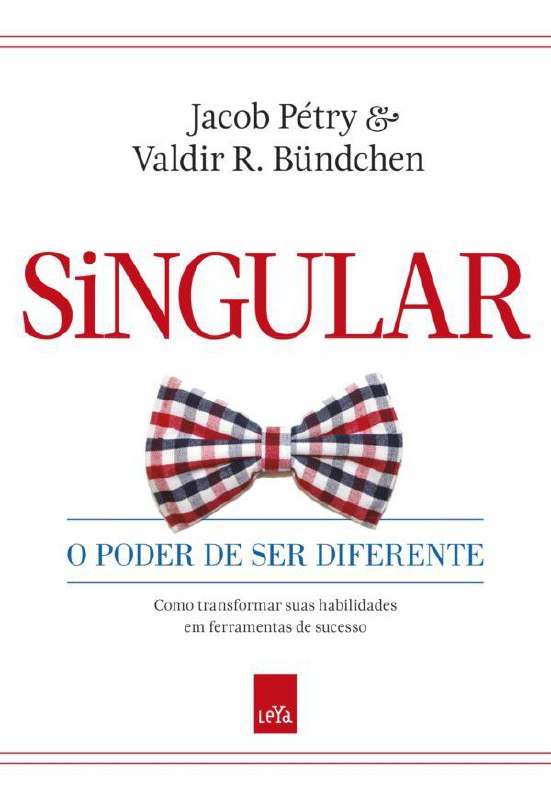 Jacob Pétry &
Valdir R. Bündchen
SiNGULAR
O PODER DE SER DIFERENTE
Como transformar suas habilidades
em ferramentas de sucesso
LeYa